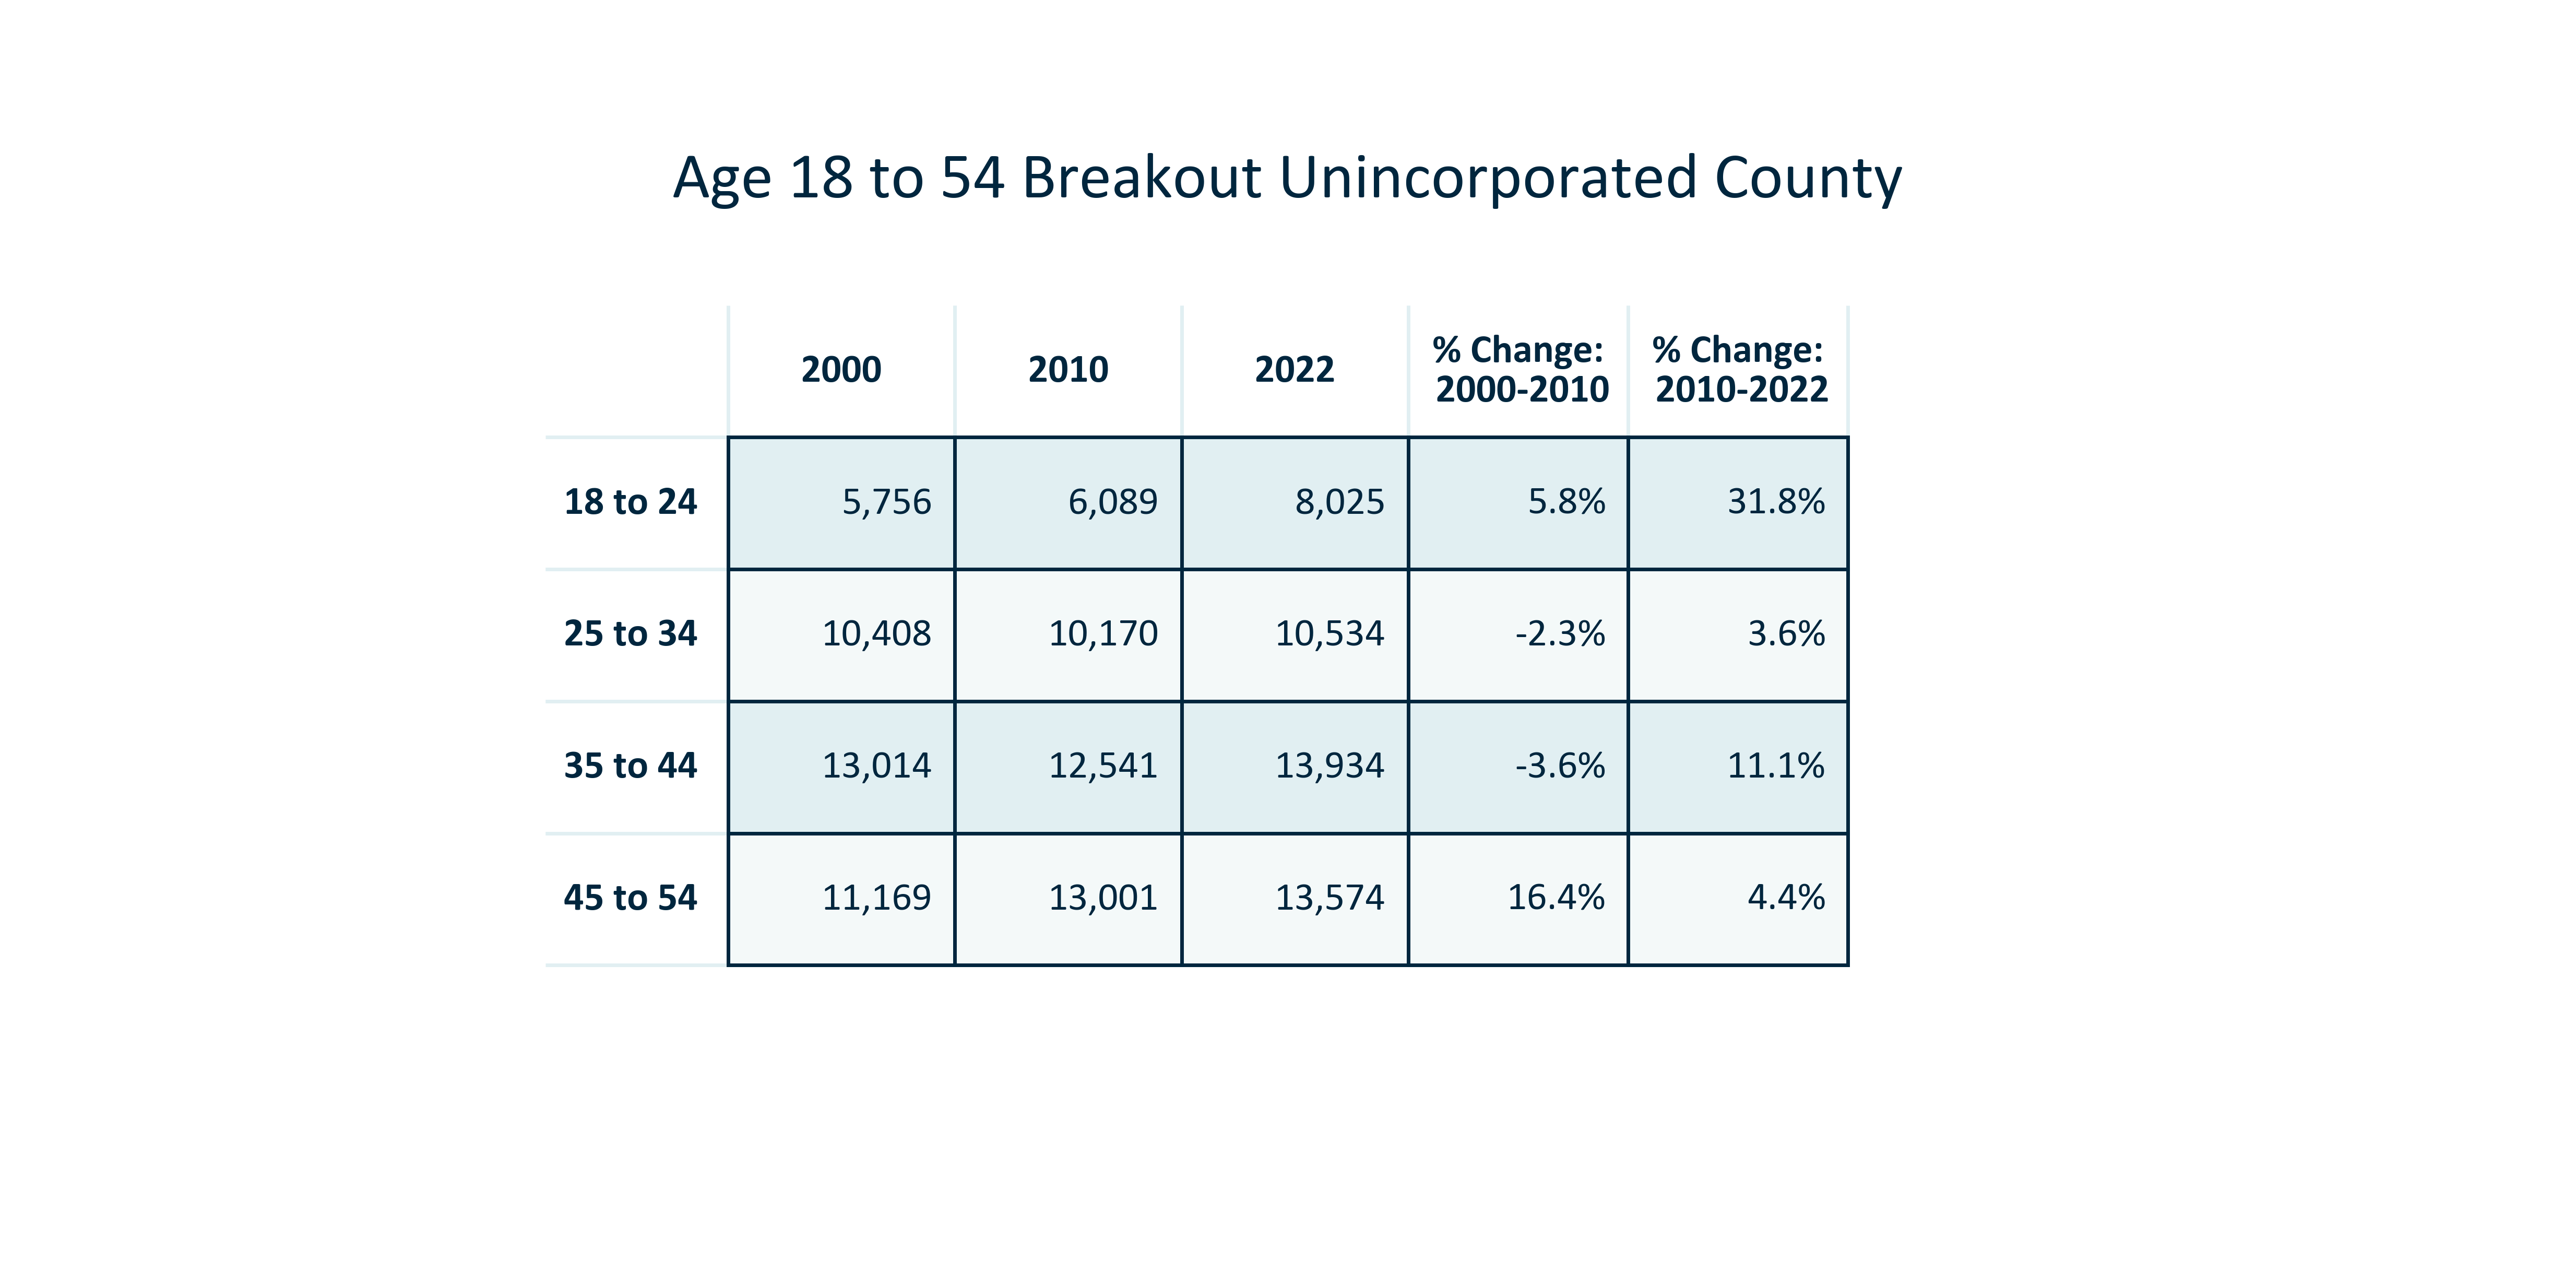 Age 18 to 54 Breakout Unincorporated County
2000 2010 2022 % Change: 2000-2010 % Change: 2010-2022
18 to 24 5,756 6,089 8,025 5.8% 31.8%
25 to 34 10,408 10,170 10,534 -2.3% 3.6%
35 to 44 13,014 12,541 13,934 -3.6% 11.1%
45 to 54 11,169 13,001 13,574 16.4% 4.4%